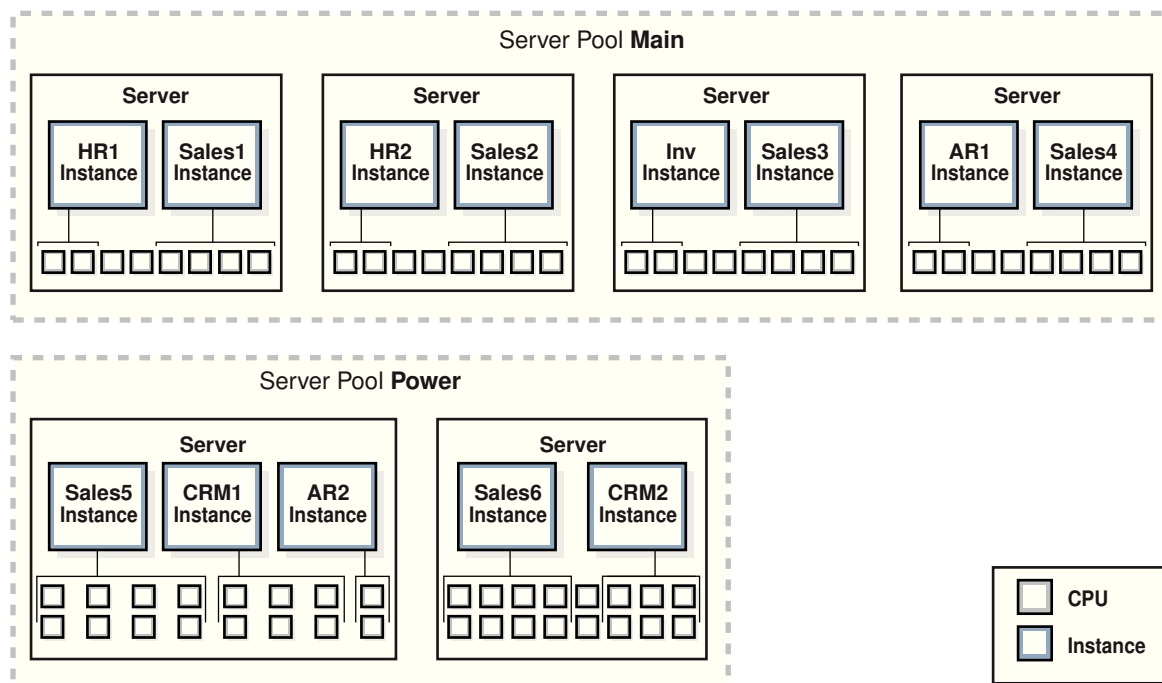 Server Pool Main
Server
HR1
Instance
Sales1
Instance
Server
HR2
Instance
Sales2
Instance
Server
Inv
Instance
Sales3
Instance
Server
AR1
Instance
Sales4
Instance
Server Pool Power
Server
Sales5
Instance
CRM1
Instance
AR2
Instance
Server
Sales6
Instance
CRM2
Instance
CPU
Instance